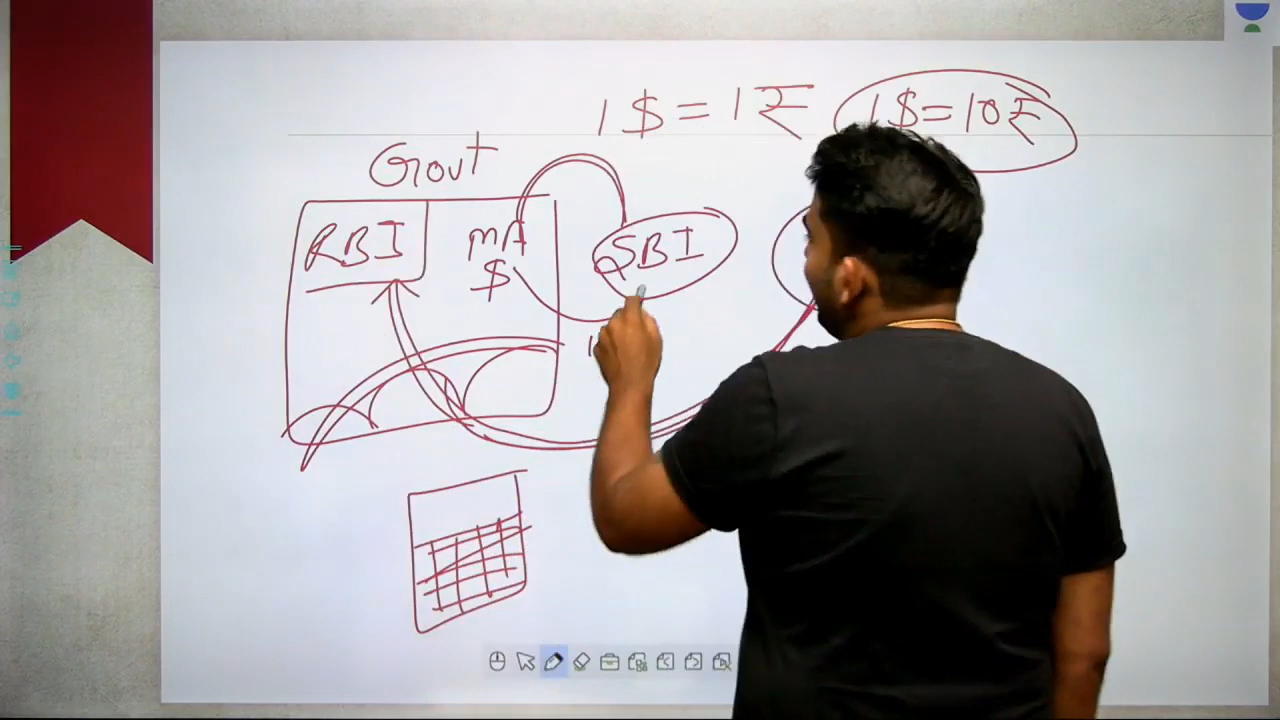 1$ = 1₹ 1$ = 10₹
Govt
RBI mA SBI
$